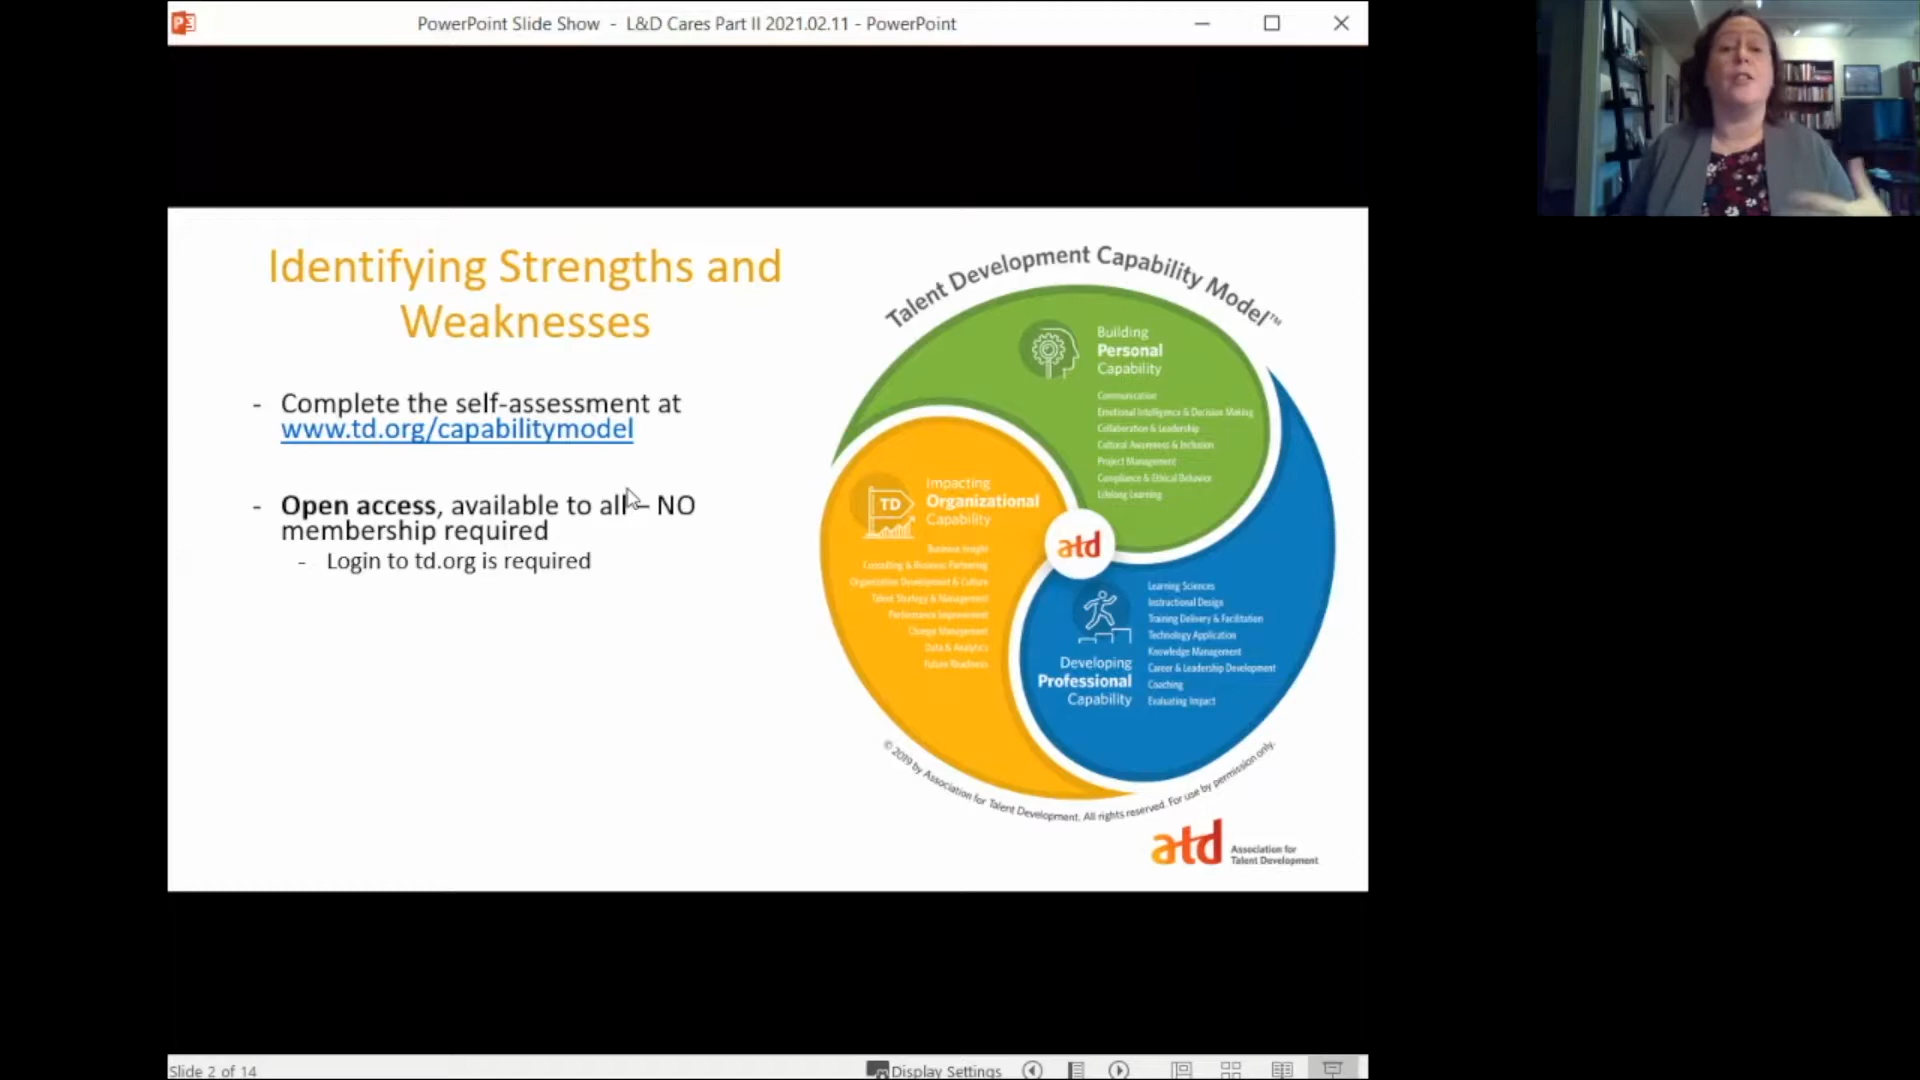 PowerPoint Slide Show - L&D Cares Part II 2021.02.11 - PowerPoint
Identifying Strengths and
Weaknesses
- Complete the self-assessment at
www.td.org/capabilitymodel
- Open access, available to all – NO
membership required
- Login to td.org is required
Talent Development Capability Model™
Building
Personal
Capability
Communication
Emotional Intelligence & Decision Making
Collaboration & Leadership
Cultural Awareness & Inclusion
Project Management
Compliance & Ethical Behavior
Lifelong Learning
TD
Impacting
Organizational
Capability
Business Insight
Consulting & Business Partnering
Organization Development & Culture
Talent Strategy & Management
Performance Improvement
Change Management
Data & Analytics
Future Readiness
atd
Developing
Professional
Capability
Learning Sciences
Instructional Design
Training Delivery & Facilitation
Technology Application
Knowledge Management
Career & Leadership Development
Coaching
Evaluating Impact
© 2019 by Association for Talent Development. All rights reserved. For use by permission only.
atd
Association for
Talent Development
Slide 2 of 14
Display Settings